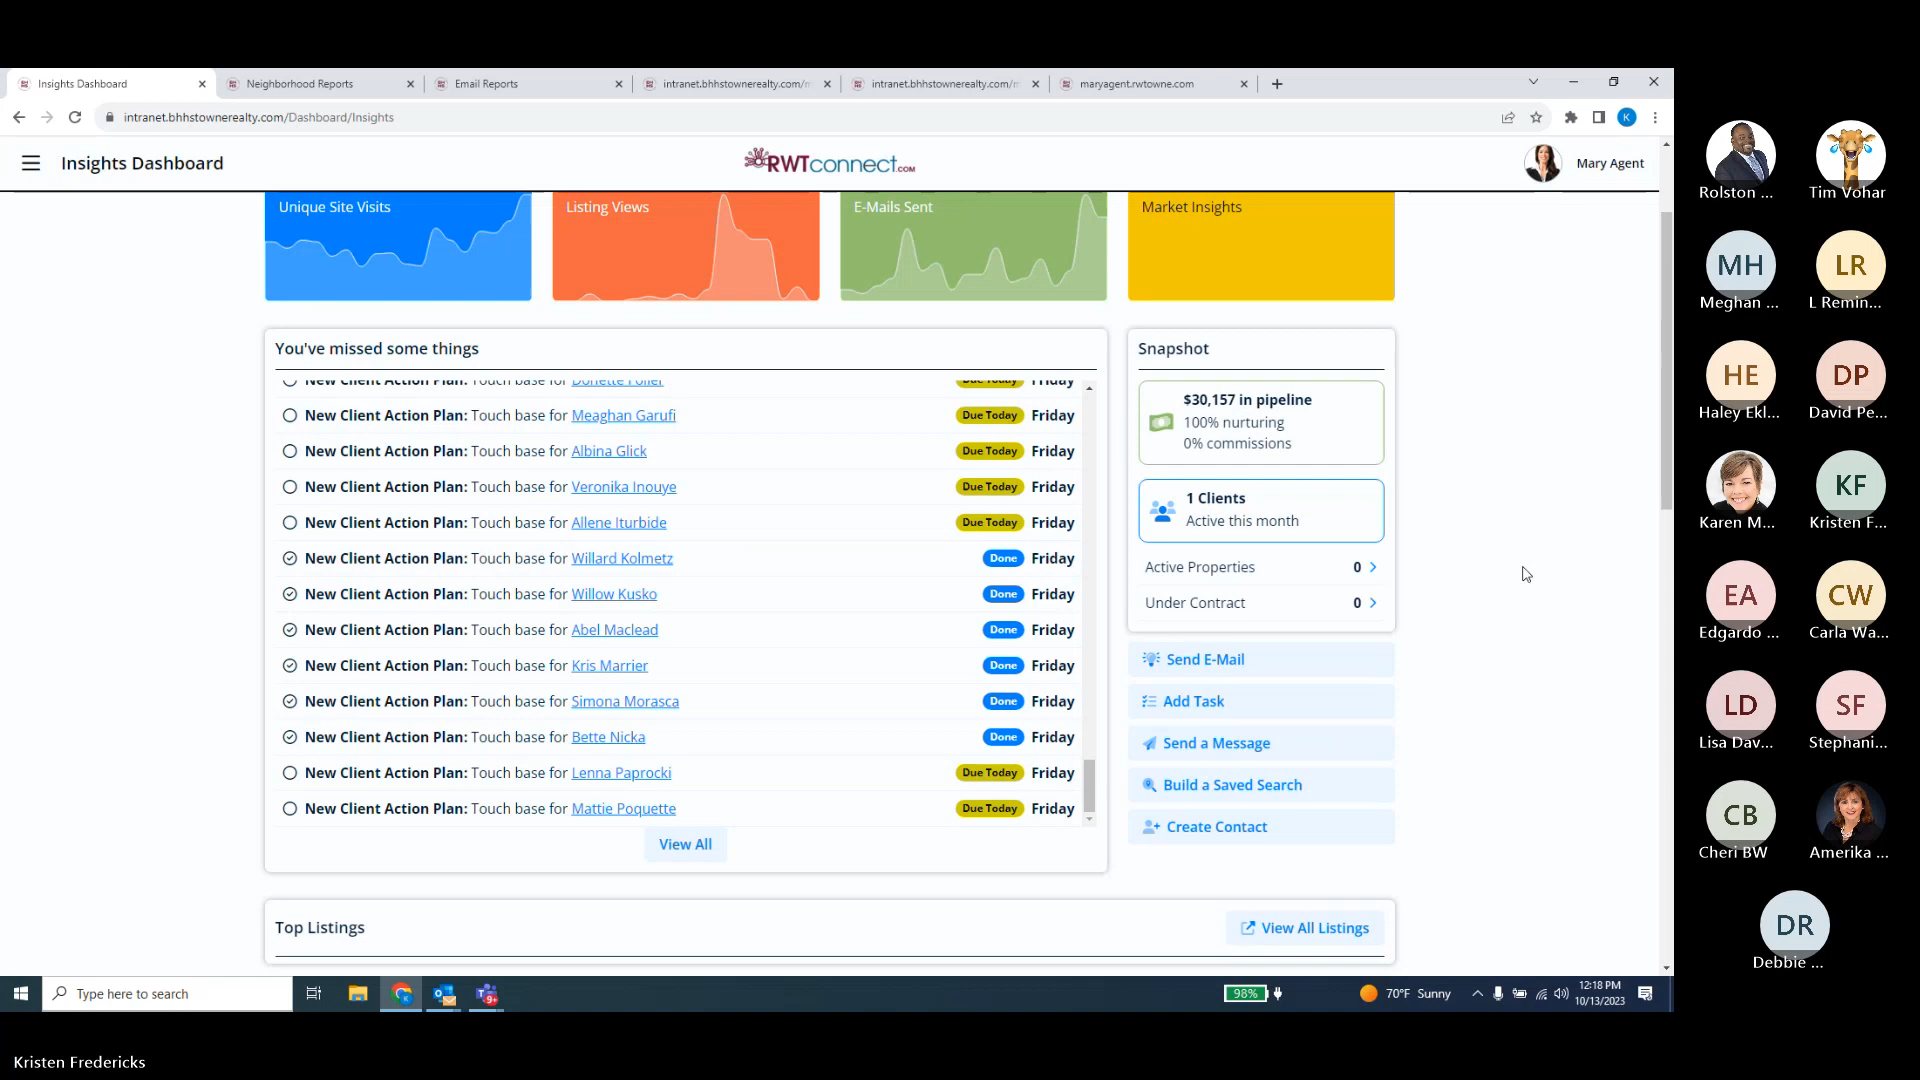 Insights Dashboard
Neighborhood Reports
Email Reports
intranet.bhhstownerealty.com/
intranet.bhhstownerealty.com/
maryagent.rwtowne.com
intranet.bhhstownerealty.com/Dashboard/Insights
K
Insights Dashboard
RWTconnect.COM
Mary Agent
Unique Site Visits
Listing Views
E-Mails Sent
Market Insights
You've missed some things
New Client Action Plan: Touch base for Donette Foller Due Today Friday
New Client Action Plan: Touch base for Meaghan Garufi Due Today Friday
New Client Action Plan: Touch base for Albina Glick Due Today Friday
New Client Action Plan: Touch base for Veronika Inouye Due Today Friday
New Client Action Plan: Touch base for Allene Iturbide Due Today Friday
New Client Action Plan: Touch base for Willard Kolmetz Done Friday
New Client Action Plan: Touch base for Willow Kusko Done Friday
New Client Action Plan: Touch base for Abel Maclead Done Friday
New Client Action Plan: Touch base for Kris Marrier Done Friday
New Client Action Plan: Touch base for Simona Morasca Done Friday
New Client Action Plan: Touch base for Bette Nicka Done Friday
New Client Action Plan: Touch base for Lenna Paprocki Due Today Friday
New Client Action Plan: Touch base for Mattie Poquette Due Today Friday
View All
Snapshot
$30,157 in pipeline
100% nurturing
0% commissions
1 Clients
Active this month
Active Properties 0
Under Contract 0
Send E-Mail
Add Task
Send a Message
Build a Saved Search
Create Contact
Top Listings
View All Listings
Type here to search
9+
98%
70°F Sunny
12:18 PM
10/13/2023
Rolston ...
Tim Vohar
MH
Meghan ...
LR
L Remin...
HE
Haley Ekl...
DP
David Pe...
Karen M...
KF
Kristen F...
EA
Edgardo ...
CW
Carla Wa...
LD
Lisa Dav...
SF
Stephani...
CB
Cheri BW
Amerika ...
DR
Debbie ...
Kristen Fredericks